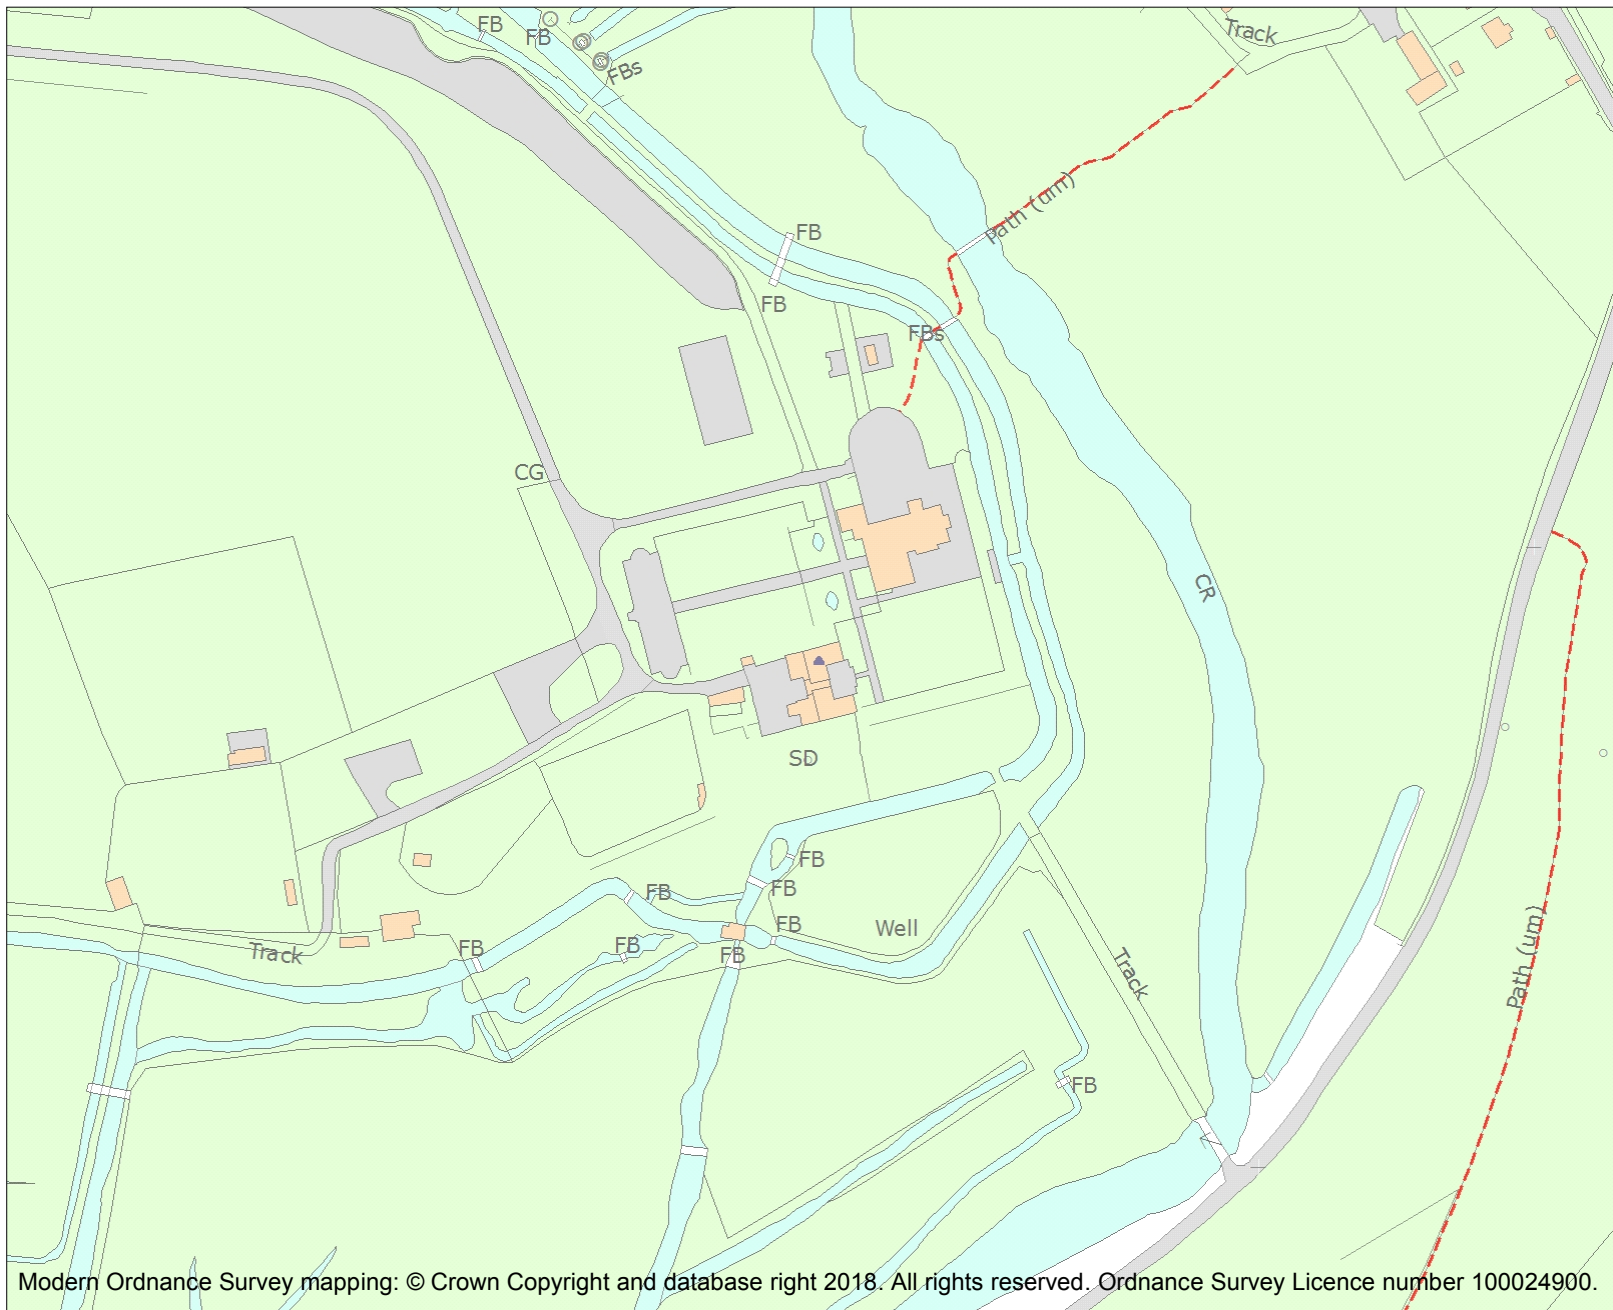 FB
FB
FBs
Track
Path (um)
FB
FB
FBs
CG
CR
SD
FB
FB
FB
FB
Well
FB
FB
FB
Track
Track
Path (um)
FB
Modern Ordnance Survey mapping: © Crown Copyright and database right 2018. All rights reserved. Ordnance Survey Licence number 100024900.